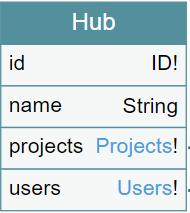 Hub
id ID!
name String
projects Projects!
users Users!